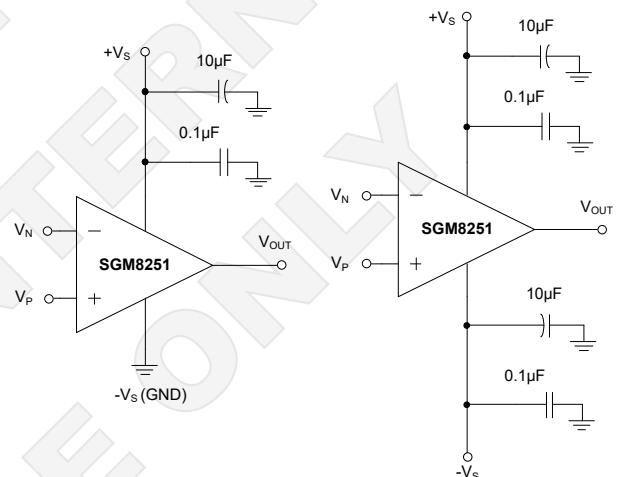 +VS
10µF
0.1µF
VN
VP
SGM8251
VOUT
-VS (GND)
+VS
10µF
0.1µF
VN
VP
SGM8251
VOUT
10µF
0.1µF
-VS